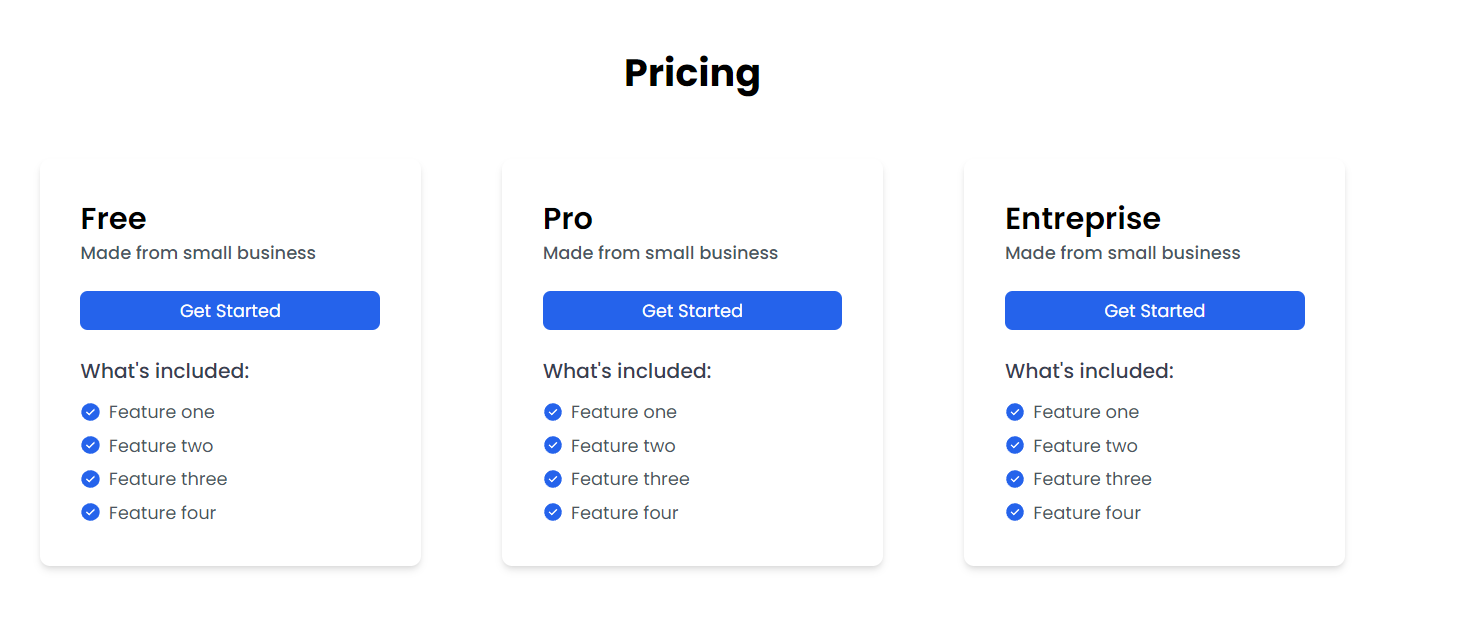 Pricing
Free
Made from small business
Get Started
What's included:
Feature one
Feature two
Feature three
Feature four
Pro
Made from small business
Get Started
What's included:
Feature one
Feature two
Feature three
Feature four
Entreprise
Made from small business
Get Started
What's included:
Feature one
Feature two
Feature three
Feature four